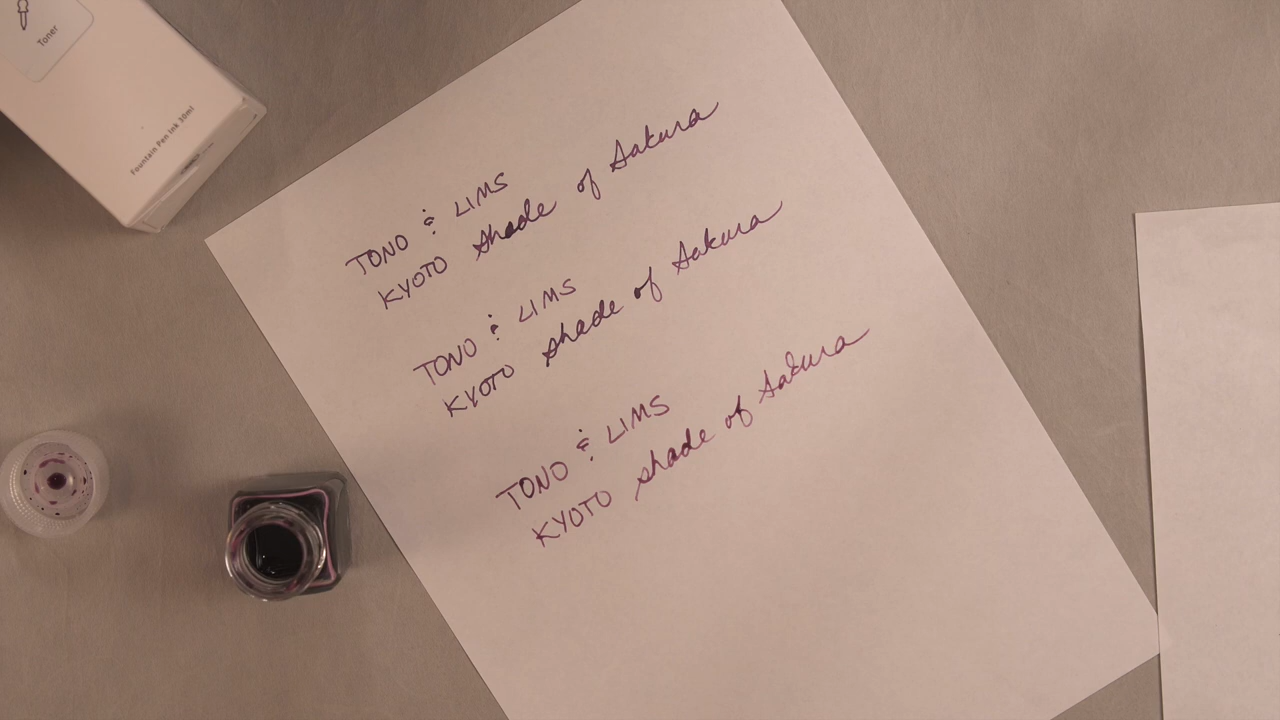 Toner
Fountain Pen Ink 30ml
TONO & LIMS
KYOTO shade of Sakura
TONO & LIMS
KYOTO shade of Sakura
TONO & LIMS
KYOTO shade of Sakura